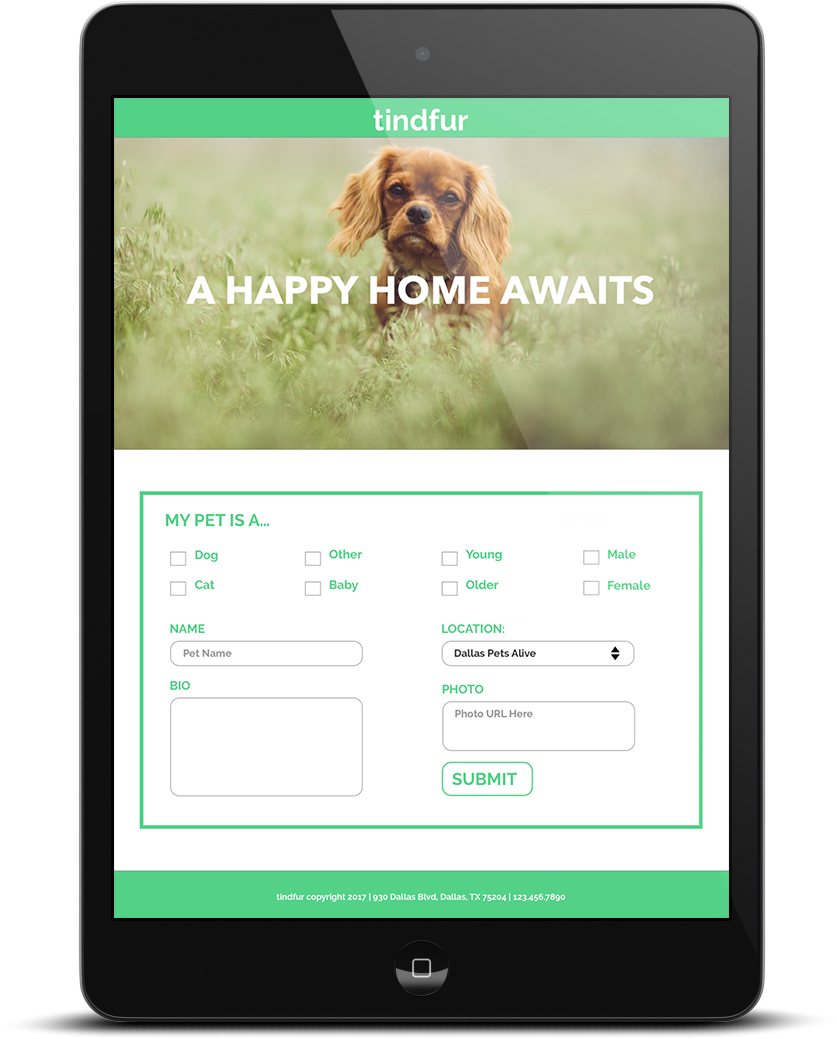 tindfur
A HAPPY HOME AWAITS
MY PET IS A...
Dog
Other
Young
Male
Cat
Baby
Older
Female
NAME
LOCATION:
Pet Name
Dallas Pets Alive
BIO
PHOTO
Photo URL Here
SUBMIT
tindfur copyright 2017 | 930 Dallas Blvd, Dallas, TX 75204 | 123.456.7890